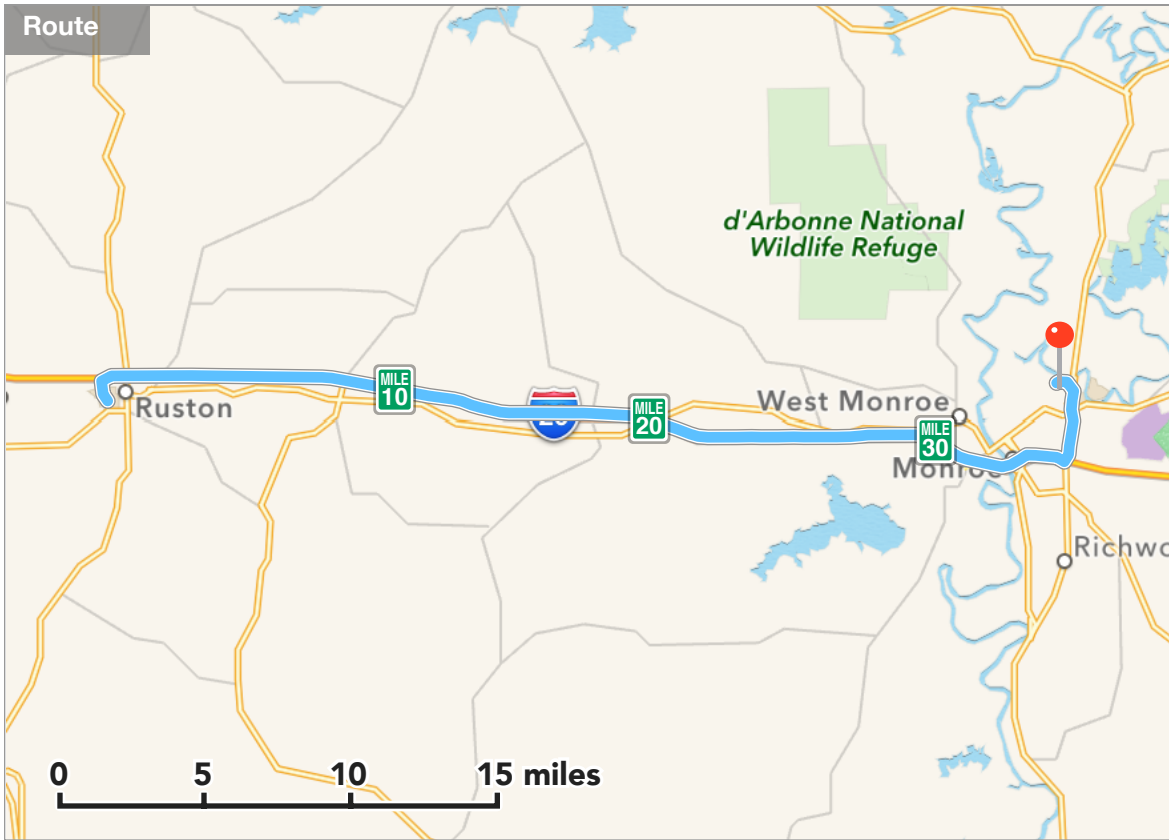 Route
d'Arbonne National
Wildlife Refuge
MILE
10
MILE
20
MILE
30
Ruston
West Monroe
Monroe
Richwo
0 5 10 15 miles